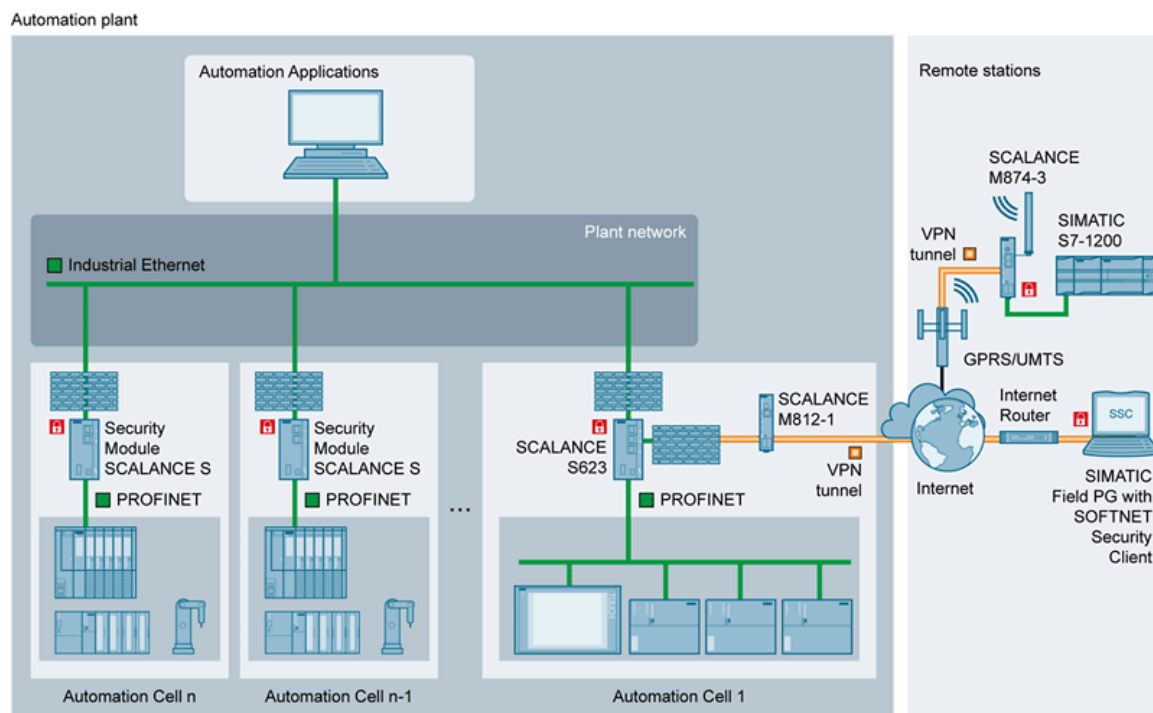 Automation plant
Automation Applications
Plant network
Industrial Ethernet
Security
Module
SCALANCE S
PROFINET
Automation Cell n
Security
Module
SCALANCE S
PROFINET
Automation Cell n-1
...
SCALANCE
S623
PROFINET
TOUCH
Automation Cell 1
SCALANCE
M812-1
VPN
tunnel
Remote stations
SCALANCE
M874-3
SIMATIC
S7-1200
VPN
tunnel
GPRS/UMTS
Internet
Internet
Router
SSC
SIMATIC
Field PG with
SOFTNET
Security
Client